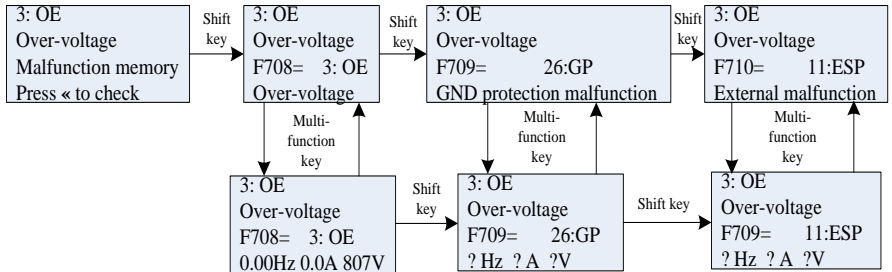 3: OE
Over-voltage
Malfunction memory
Press « to check
Shift
key
3: OE
Over-voltage
F708= 3: OE
Over-voltage
Shift
key
3: OE
Over-voltage
F709= 26:GP
GND protection malfunction
Shift
key
3: OE
Over-voltage
F710= 11:ESP
External malfunction
Multi-
function
key
Multi-
function
key
Multi-
function
key
3: OE
Over-voltage
F708= 3: OE
0.00Hz 0.0A 807V
Shift
key
3: OE
Over-voltage
F709= 26:GP
? Hz ? A ?V
Shift key
3: OE
Over-voltage
F709= 11:ESP
? Hz ? A ?V